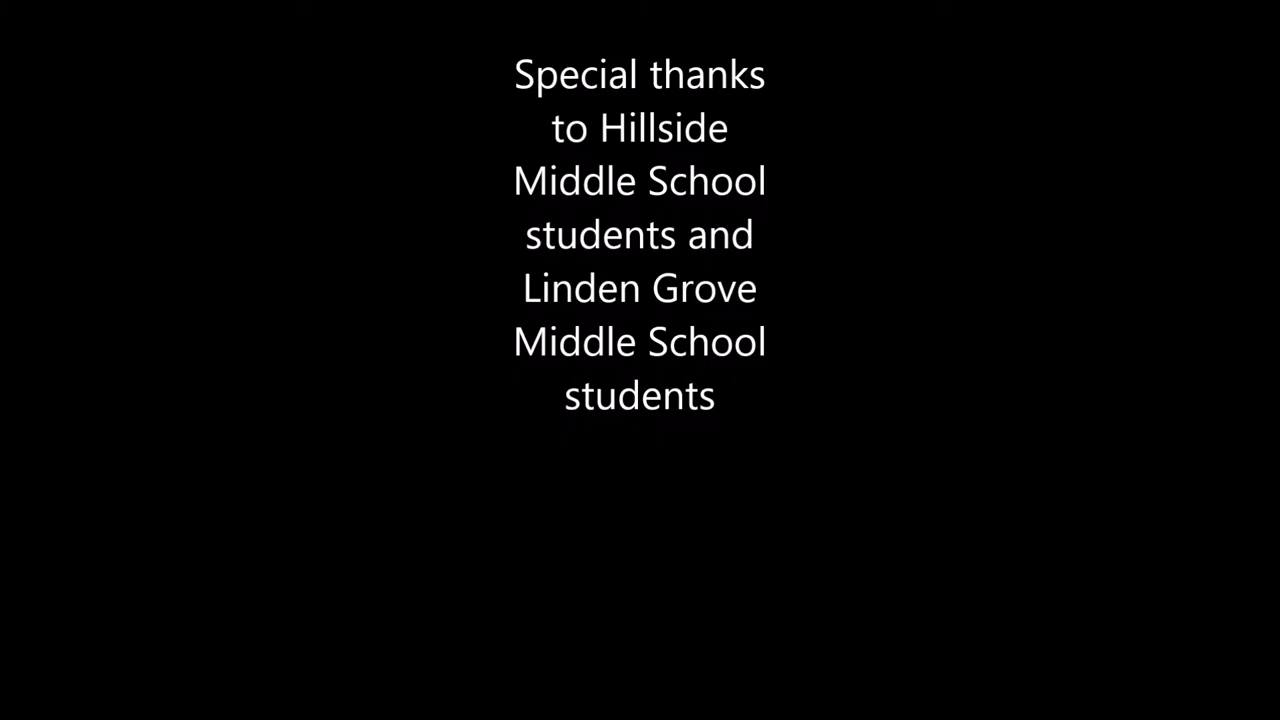 Special thanks
to Hillside
Middle School
students and
Linden Grove
Middle School
students